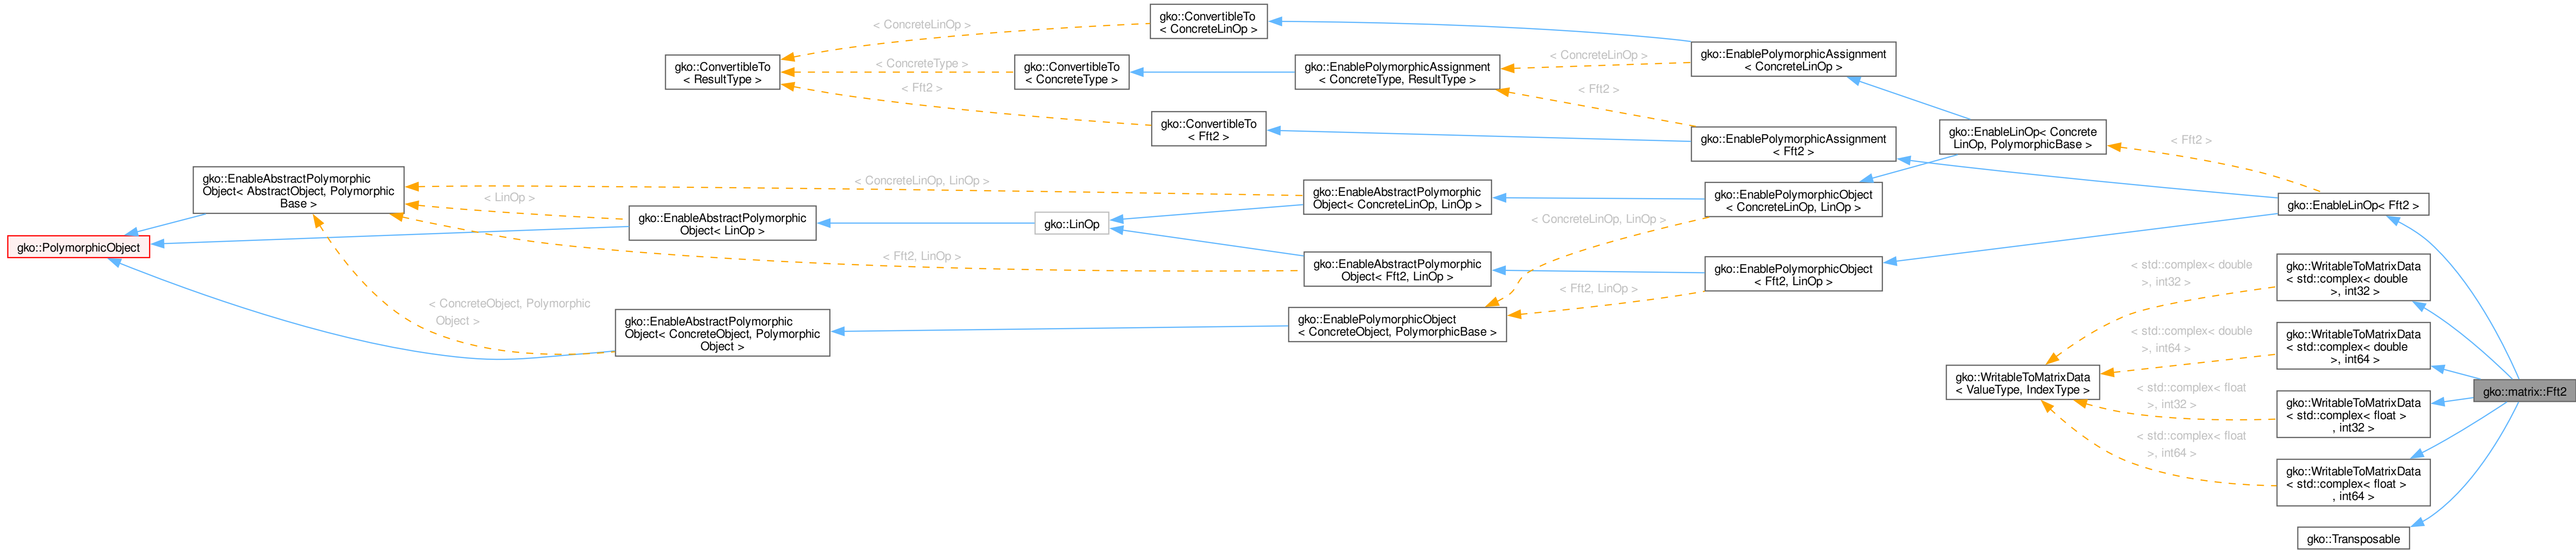 gko::PolymorphicObject
gko::EnableAbstractPolymorphic
Object< AbstractObject, Polymorphic
Base >
gko::ConvertibleTo
< ResultType >
< ConcreteLinOp >
< ConcreteType >
< Fft2 >
gko::ConvertibleTo
< ConcreteLinOp >
gko::ConvertibleTo
< ConcreteType >
gko::ConvertibleTo
< Fft2 >
gko::EnablePolymorphicAssignment
< ConcreteType, ResultType >
< ConcreteLinOp >
< Fft2 >
gko::EnablePolymorphicAssignment
< ConcreteLinOp >
gko::EnablePolymorphicAssignment
< Fft2 >
gko::EnableLinOp< Concrete
LinOp, PolymorphicBase >
< Fft2 >
gko::EnableLinOp< Fft2 >
< ConcreteLinOp, LinOp >
< LinOp >
< Fft2, LinOp >
< ConcreteObject, Polymorphic
Object >
gko::EnableAbstractPolymorphic
Object< LinOp >
gko::LinOp
gko::EnableAbstractPolymorphic
Object< ConcreteLinOp, LinOp >
gko::EnableAbstractPolymorphic
Object< Fft2, LinOp >
gko::EnablePolymorphicObject
< ConcreteLinOp, LinOp >
gko::EnablePolymorphicObject
< Fft2, LinOp >
< ConcreteLinOp, LinOp >
< Fft2, LinOp >
gko::EnableAbstractPolymorphic
Object< ConcreteObject, Polymorphic
Object >
gko::EnablePolymorphicObject
< ConcreteObject, PolymorphicBase >
gko::WritableToMatrixData
< ValueType, IndexType >
< std::complex< double
>, int32 >
< std::complex< double
>, int64 >
< std::complex< float
>, int32 >
< std::complex< float
>, int64 >
gko::WritableToMatrixData
< std::complex< double
>, int32 >
gko::WritableToMatrixData
< std::complex< double
>, int64 >
gko::WritableToMatrixData
< std::complex< float >
, int32 >
gko::WritableToMatrixData
< std::complex< float >
, int64 >
gko::Transposable
gko::matrix::Fft2